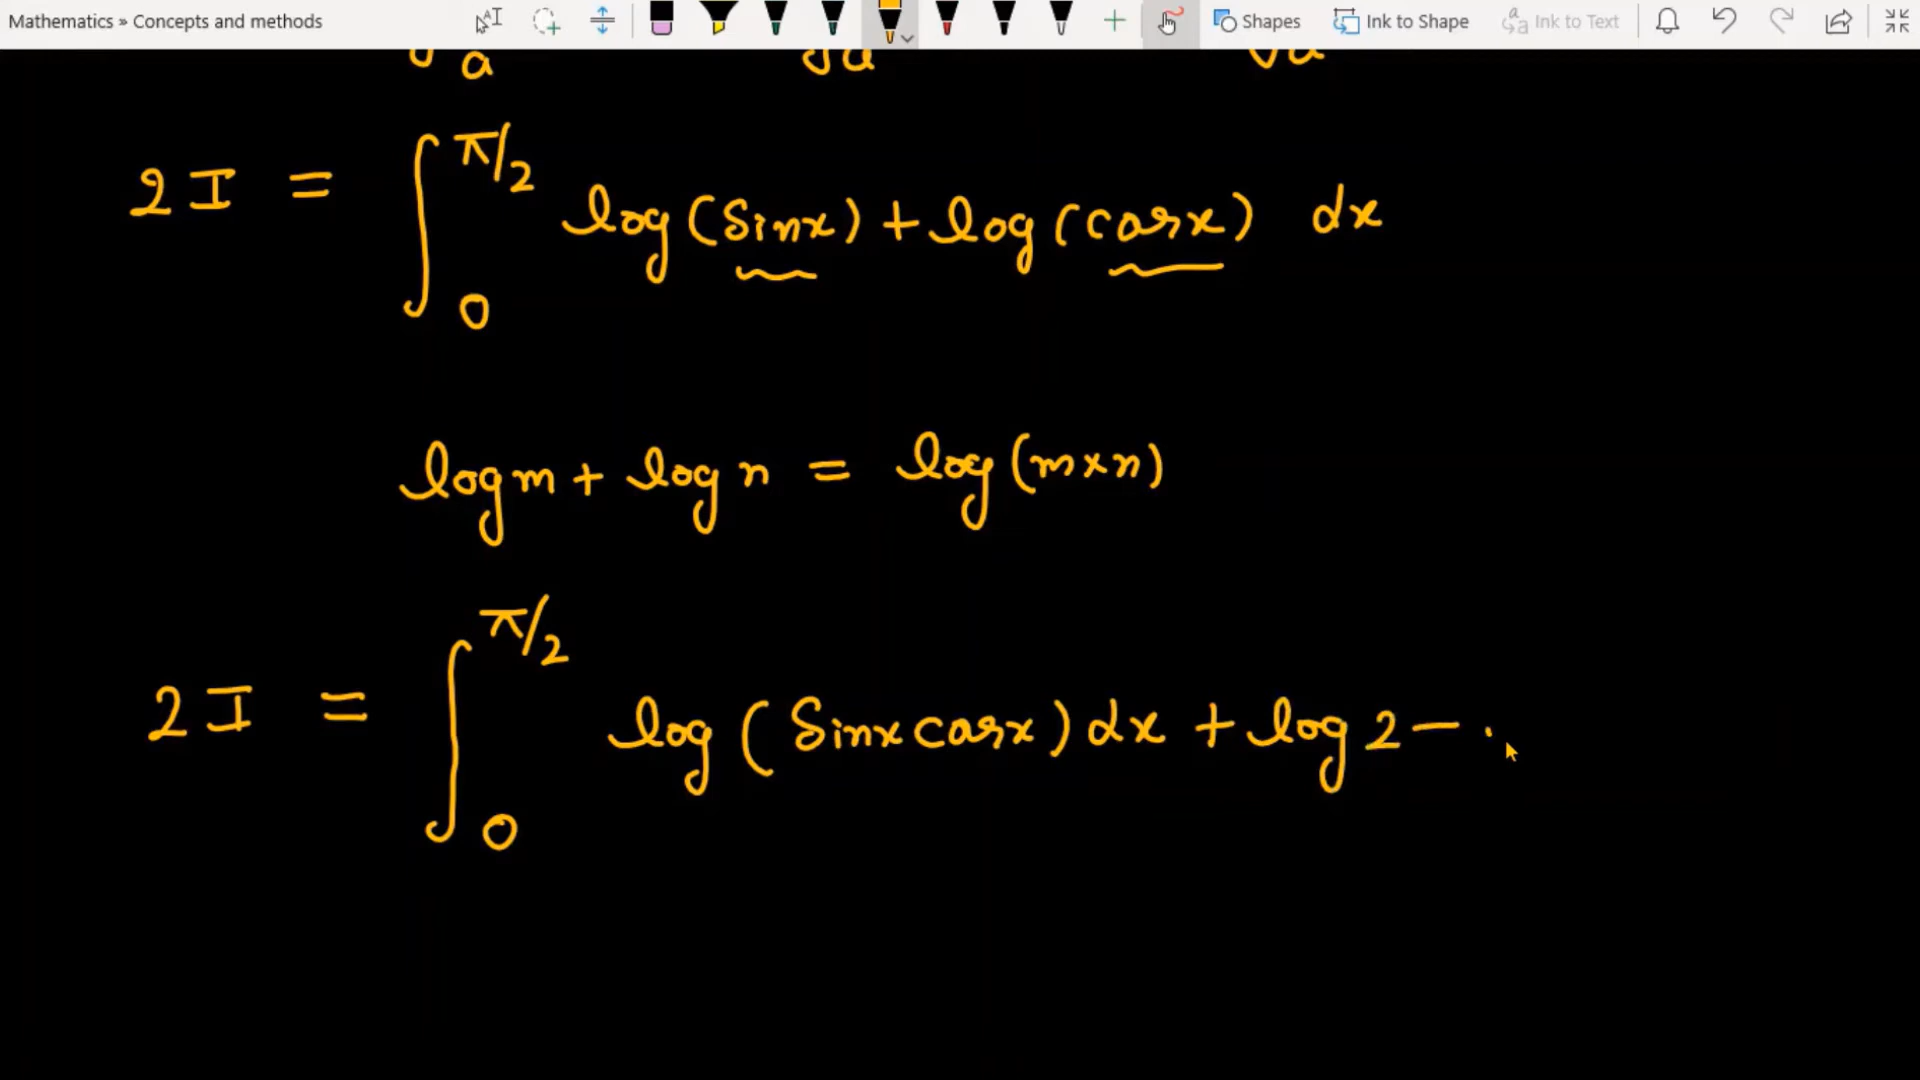 Mathematics » Concepts and methods Shapes Ink to Shape Ink to Text
a a a
2I = ∫₀^π/2 log(sinx) + log(cosx) dx
log m + log n = log(m×n)
2I = ∫₀^π/2 log(Sinx cosx) dx + log 2 − .